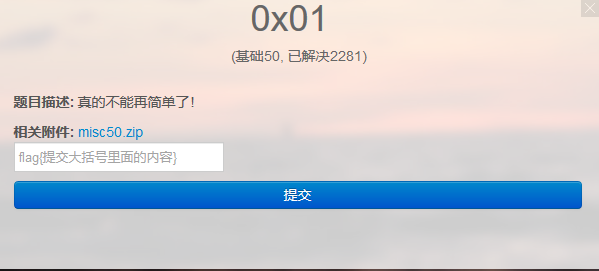 0x01
(基础50, 已解决2281)
题目描述: 真的不能再简单了!
相关附件: misc50.zip
flag{提交大括号里面的内容}
提交